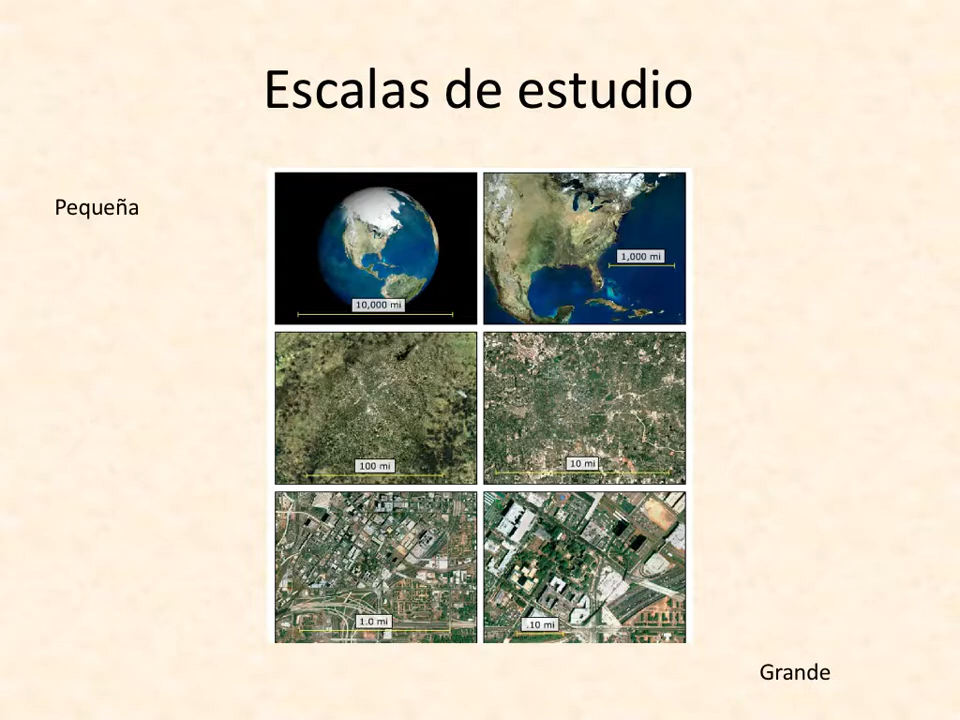 Escalas de estudio
Pequeña
10,000 mi
1,000 mi
100 mi
10 mi
1.0 mi
.10 mi
Grande